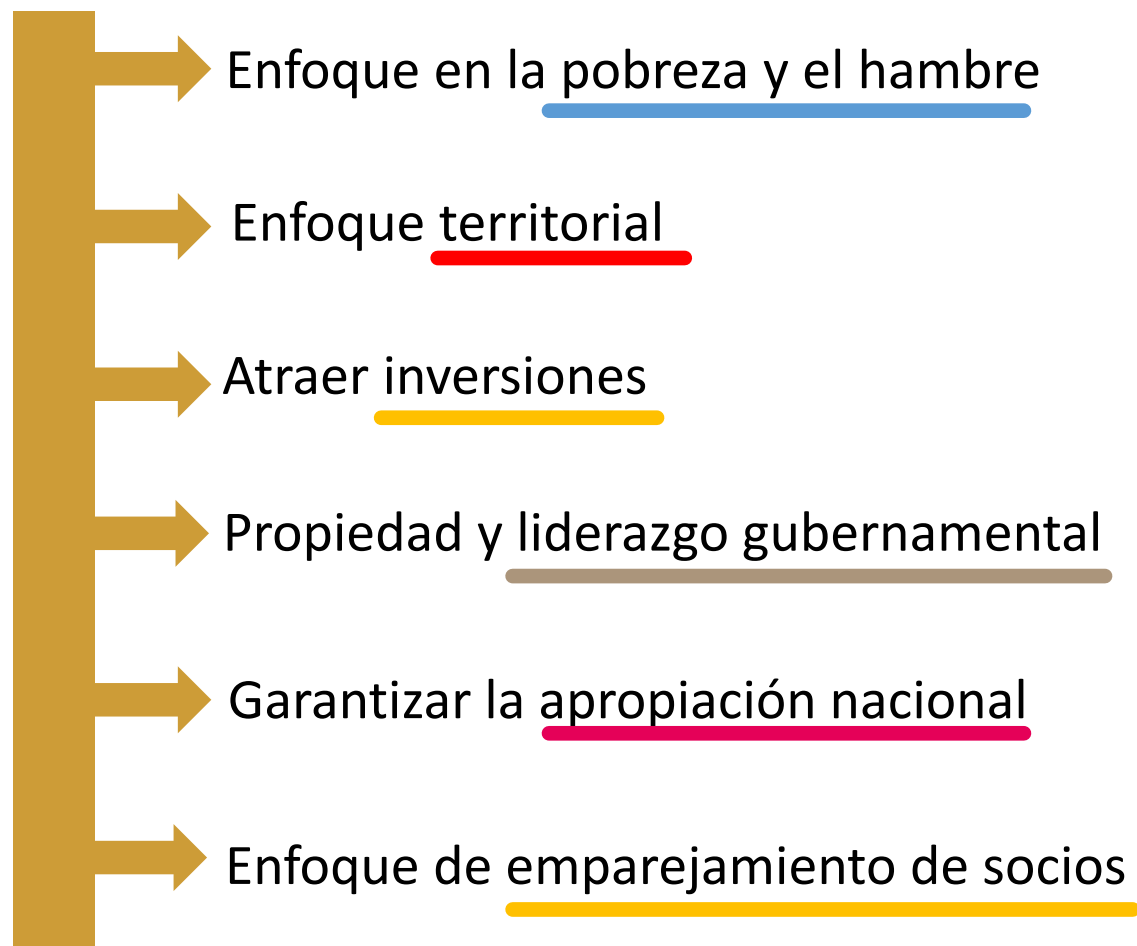 Enfoque en la pobreza y el hambre
Enfoque territorial
Atraer inversiones
Propiedad y liderazgo gubernamental
Garantizar la apropiación nacional
Enfoque de emparejamiento de socios